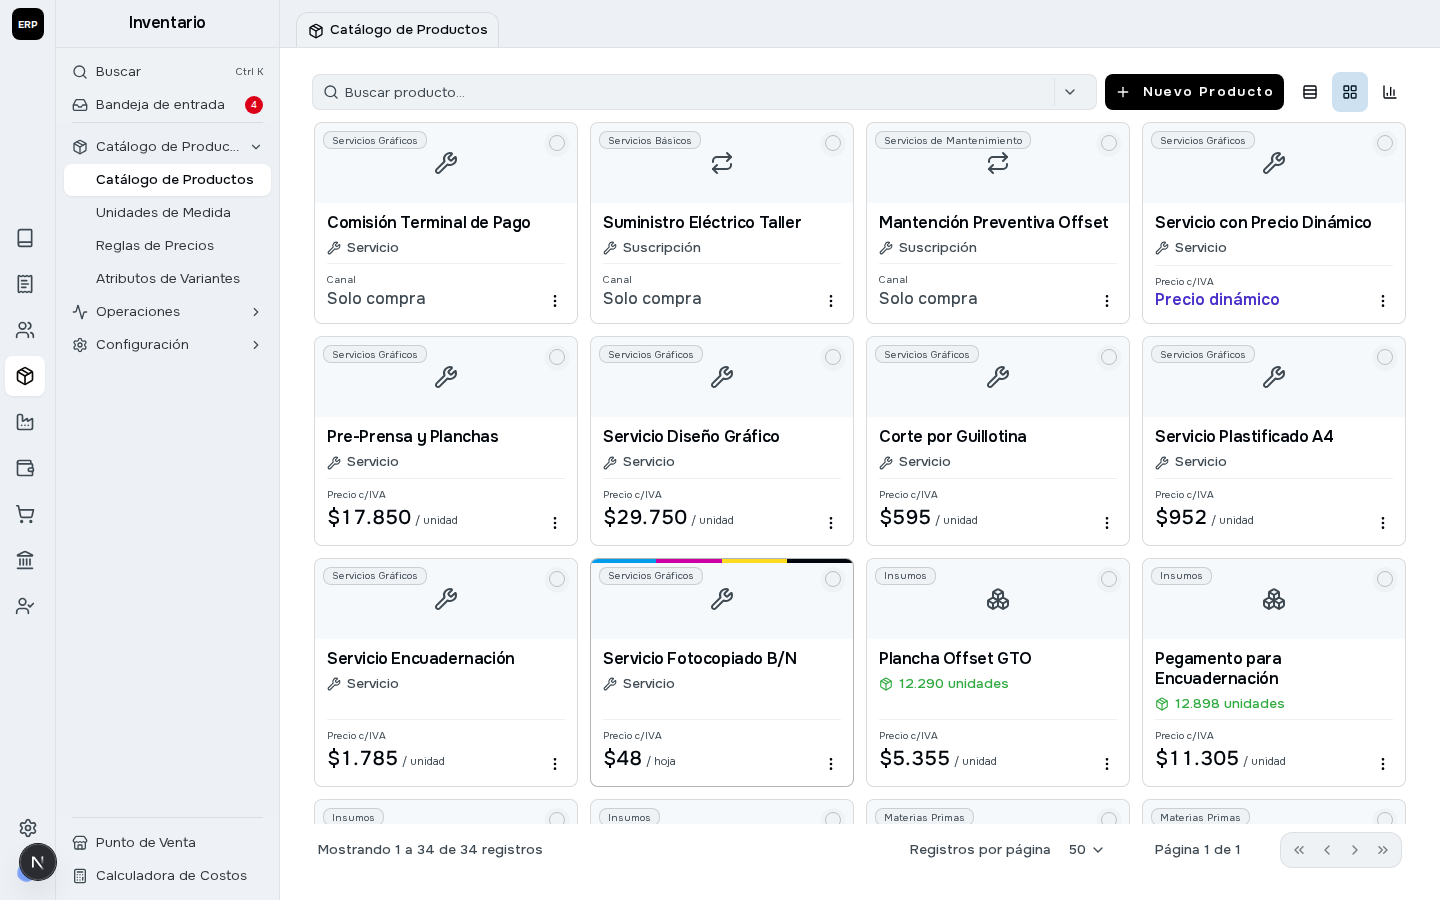 ERP
Inventario
Catálogo de Productos
Buscar
Ctrl K
Bandeja de entrada
4
Catálogo de Produc...
Catálogo de Productos
Unidades de Medida
Reglas de Precios
Atributos de Variantes
Operaciones
Configuración
Punto de Venta
Calculadora de Costos
N
Buscar producto...
Nuevo Producto
Servicios Gráficos
Comisión Terminal de Pago
Servicio
Canal
Solo compra
Servicios Básicos
Suministro Eléctrico Taller
Suscripción
Canal
Solo compra
Servicios de Mantenimiento
Mantención Preventiva Offset
Suscripción
Canal
Solo compra
Servicios Gráficos
Servicio con Precio Dinámico
Servicio
Precio c/IVA
Precio dinámico
Servicios Gráficos
Pre-Prensa y Planchas
Servicio
Precio c/IVA
$17.850 / unidad
Servicios Gráficos
Servicio Diseño Gráfico
Servicio
Precio c/IVA
$29.750 / unidad
Servicios Gráficos
Corte por Guillotina
Servicio
Precio c/IVA
$595 / unidad
Servicios Gráficos
Servicio Plastificado A4
Servicio
Precio c/IVA
$952 / unidad
Servicios Gráficos
Servicio Encuadernación
Servicio
Precio c/IVA
$1.785 / unidad
Servicios Gráficos
Servicio Fotocopiado B/N
Servicio
Precio c/IVA
$48 / hoja
Insumos
Plancha Offset GTO
12.290 unidades
Precio c/IVA
$5.355 / unidad
Insumos
Pegamento para
Encuadernación
12.898 unidades
Precio c/IVA
$11.305 / unidad
Insumos
Insumos
Materias Primas
Materias Primas
Mostrando 1 a 34 de 34 registros
Registros por página
50
Página 1 de 1